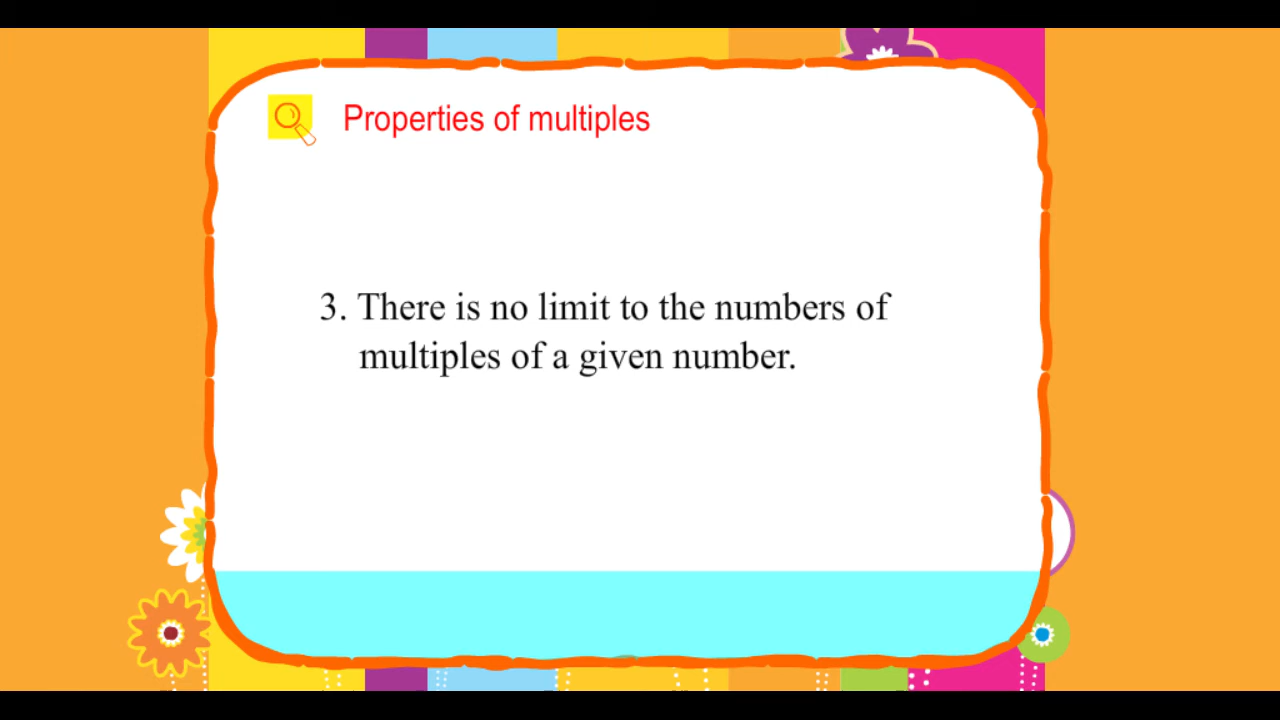 Properties of multiples
3. There is no limit to the numbers of
multiples of a given number.